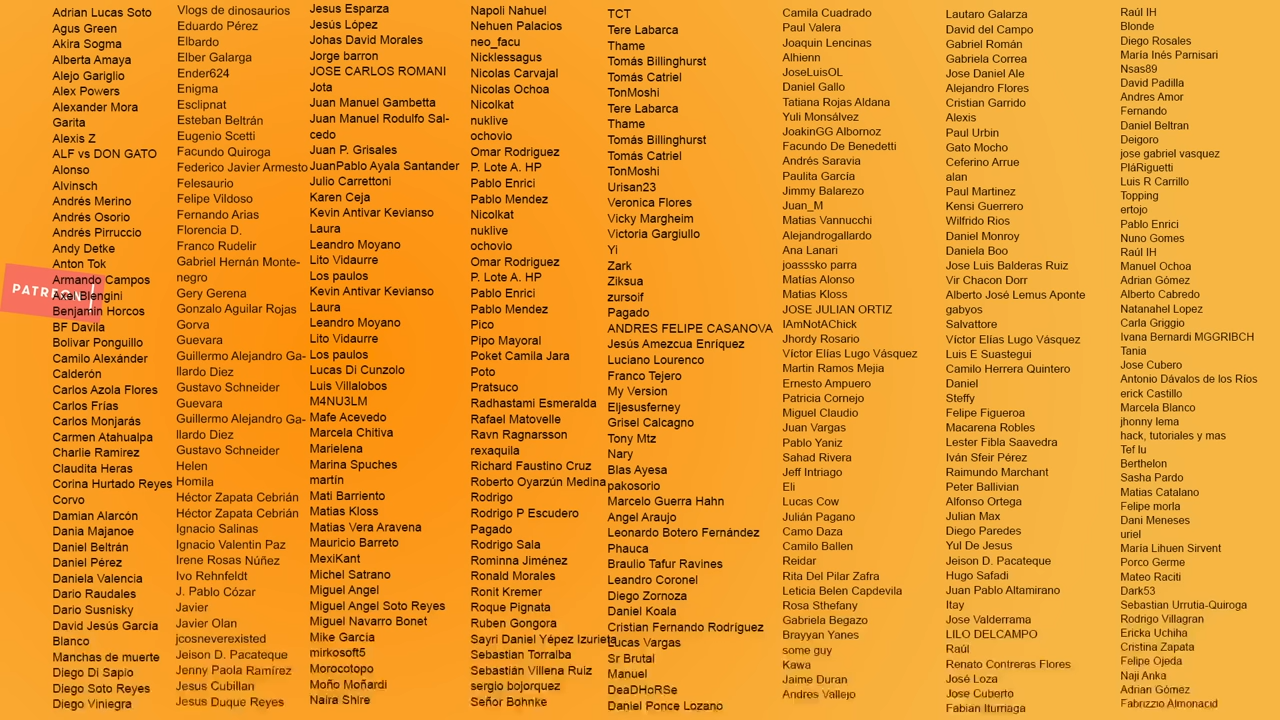 Adrian Lucas Soto
Agus Green
Akira Sogma
Alberta Amaya
Alejo Gariglio
Alex Powers
Alexander Mora
Garita
Alexis Z
ALF vs DON GATO
Alonso
Alvinsch
Andrés Merino
Andrés Osorio
Andrés Pirruccio
Andy Detke
Anton Tok
Armando Campos
PATREON
Axel Blengini
Benjamin Horcos
BF Davila
Bolivar Ponguillo
Camilo Alexánder
Calderón
Carlos Azola Flores
Carlos Frías
Carlos Monjarás
Carmen Atahualpa
Charlie Ramirez
Claudita Heras
Corina Hurtado Reyes
Corvo
Damian Alarcón
Dania Majanoe
Daniel Beltrán
Daniel Pérez
Daniela Valencia
Dario Raudales
Dario Susnisky
David Jesús García
Blanco
Manchas de muerte
Diego Di Sapio
Diego Soto Reyes
Diego Viniegra
Vlogs de dinosaurios
Eduardo Pérez
Elbardo
Elber Galarga
Ender624
Enigma
Esclipnat
Esteban Beltrán
Eugenio Scetti
Facundo Quiroga
Federico Javier Armesto
Felesaurio
Felipe Vildoso
Fernando Arias
Florencia D.
Franco Rudelir
Gabriel Hernán Monte-
negro
Gery Gerena
Gonzalo Aguilar Rojas
Gorva
Guevara
Guillermo Alejandro Ga-
llardo Diez
Gustavo Schneider
Guevara
Guillermo Alejandro Ga-
llardo Diez
Gustavo Schneider
Helen
Homila
Héctor Zapata Cebrián
Héctor Zapata Cebrián
Ignacio Salinas
Ignacio Valentín Paz
Irene Rosas Núñez
Ivo Rehnfeldt
J. Pablo Cózar
Javier
Javier Olan
jcosneverexisted
Jeison D. Pacateque
Jenny Paola Ramírez
Jesus Cubillan
Jesus Duque Reyes
Jesus Esparza
Jesús López
Johas David Morales
Jorge barron
JOSE CARLOS ROMANI
Jota
Juan Manuel Gambetta
Juan Manuel Rodulfo Sal-
cedo
Juan P. Grisales
JuanPablo Ayala Santander
Julio Carrettoni
Karen Ceja
Kevin Antivar Kevianso
Laura
Leandro Moyano
Lito Vidaurre
Los paulos
Kevin Antivar Kevianso
Laura
Leandro Moyano
Lito Vidaurre
Los paulos
Lucas Di Cunzolo
Luis Villalobos
M4NU3LM
Mafe Acevedo
Marcela Chitiva
Marielena
Marina Spuches
martín
Mati Barriento
Matias Kloss
Matias Vera Aravena
Mauricio Barreto
MexiKant
Michel Satrano
Miguel Angel
Miguel Angel Soto Reyes
Miguel Navarro Bonet
Mike Garcia
mirkosoft5
Morocotopo
Moño Moñardi
Naira Shire
Napoli Nahuel
Nehuen Palacios
neo_facu
Nicklessagus
Nicolas Carvajal
Nicolas Ochoa
Nicolkat
nuklive
ochovio
Omar Rodriguez
P. Lote A. HP
Pablo Enrici
Pablo Mendez
Nicolkat
nuklive
ochovio
Omar Rodriguez
P. Lote A. HP
Pablo Enrici
Pablo Mendez
Pico
Pipo Mayoral
Poket Camila Jara
Poto
Pratsuco
Radhastami Esmeralda
Rafael Matovelle
Ravn Ragnarsson
rexaquila
Richard Faustino Cruz
Roberto Oyarzún Medina
Rodrigo
Rodrigo P Escudero
Pagado
Rodrigo Sala
Rominna Jiménez
Ronald Morales
Ronit Kremer
Roque Pignata
Ruben Gongora
Sayri Daniel Yépez Izurieta
Sebastian Torralba
Sebastián Villena Ruiz
sergio bojorquez
Señor Bohnke
TCT
Tere Labarca
Thame
Tomás Billinghurst
Tomás Catriel
TonMoshi
Tere Labarca
Thame
Tomás Billinghurst
Tomás Catriel
TonMoshi
Urisan23
Veronica Flores
Vicky Margheim
Victoria Gargiullo
Yi
Zark
Ziksua
zursoif
Pagado
ANDRES FELIPE CASANOVA
Jesús Amezcua Enríquez
Luciano Lourenco
Franco Tejero
My Version
Eljesusferney
Grisel Calcagno
Tony Mtz
Nary
Blas Ayesa
pakosorio
Marcelo Guerra Hahn
Angel Araujo
Leonardo Botero Fernández
Phauca
Braulio Tafur Ravines
Leandro Coronel
Diego Zornoza
Daniel Koala
Cristian Fernando Rodríguez
Lucas Vargas
Sr Brutal
Manuel
DeaDHoRSe
Daniel Ponce Lozano
Camila Cuadrado
Paul Valera
Joaquin Lencinas
Alhienn
JoseLuisOL
Daniel Gallo
Tatiana Rojas Aldana
Yuli Monsálvez
JoakinGG Albornoz
Facundo De Benedetti
Andrés Saravia
Paulita García
Jimmy Balarezo
Juan_M
Matias Vannucchi
Alejandrogallardo
Ana Lanari
joasssko parra
Matías Alonso
Matias Kloss
JOSE JULIAN ORTIZ
IAmNotAChick
Jhordy Rosario
Víctor Elías Lugo Vásquez
Martin Ramos Mejia
Ernesto Ampuero
Patricia Cornejo
Miguel Claudio
Juan Vargas
Pablo Yaniz
Sahad Rivera
Jeff Intriago
Eli
Lucas Cow
Julián Pagano
Camo Daza
Camilo Ballen
Reidar
Rita Del Pilar Zafra
Leticia Belen Capdevila
Rosa Sthefany
Gabriela Begazo
Brayyan Yanes
some guy
Kawa
Jaime Duran
Andres Vallejo
Lautaro Galarza
David del Campo
Gabriel Román
Gabriela Correa
Jose Daniel Ale
Alejandro Flores
Cristian Garrido
Alexis
Paul Urbin
Gato Mocho
Ceferino Arrue
alan
Paul Martinez
Kensi Guerrero
Wilfrido Rios
Daniel Monroy
Daniela Boo
Jose Luis Balderas Ruiz
Vir Chacon Dorr
Alberto José Lemus Aponte
gabyos
Salvattore
Víctor Elías Lugo Vásquez
Luis E Suastegui
Camilo Herrera Quintero
Daniel
Steffy
Felipe Figueroa
Macarena Robles
Lester Fibla Saavedra
Iván Sfeir Pérez
Raimundo Marchant
Peter Ballivian
Alfonso Ortega
Julian Max
Diego Paredes
Yul De Jesus
Jeison D. Pacateque
Hugo Safadi
Juan Pablo Altamirano
Itay
Jose Valderrama
LILO DELCAMPO
Raúl
Renato Contreras Flores
José Loza
Jose Cuberto
Fabian Iturriaga
Raúl IH
Blonde
Diego Rosales
María Inés Parnisari
Nsas89
David Padilla
Andres Amor
Fernando
Daniel Beltran
Deigoro
jose gabriel vasquez
PláRiguetti
Luis R Carrillo
Topping
ertojo
Pablo Enrici
Nuno Gomes
Raúl IH
Manuel Ochoa
Adrian Gómez
Alberto Cabredo
Natanahel Lopez
Carla Griggio
Ivana Bernardi MGGRIBCH
Tania
Jose Cubero
Antonio Dávalos de los Ríos
erick Castillo
Marcela Blanco
jhonny lema
hack, tutoriales y mas
Tef lu
Berthelon
Sasha Pardo
Matias Catalano
Felipe morla
Dani Meneses
uriel
María Lihuen Sirvent
Porco Germe
Mateo Raciti
Dark53
Sebastian Urrutia-Quiroga
Rodrigo Villagran
Ericka Uchiha
Cristina Zapata
Felipe Ojeda
Naji Anka
Adrian Gómez
Fabrizzio Almonacid